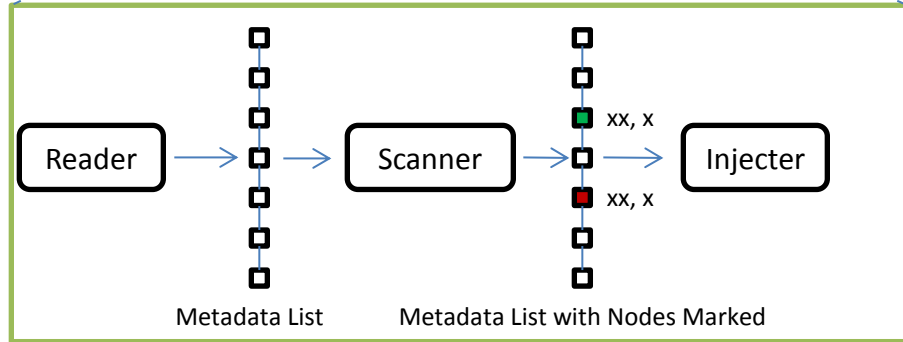 xx, x
Reader
Scanner
Injecter
xx, x
Metadata List
Metadata List with Nodes Marked